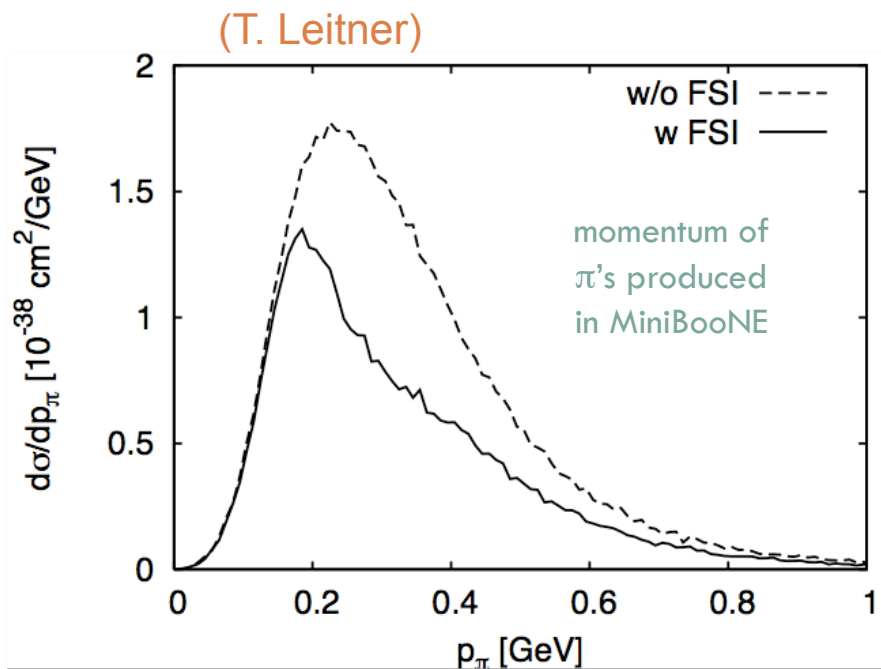 (T. Leitner)
2
1.5
1
0.5
0
dσ/dpπ [10-38 cm2/GeV]
w/o FSI
w FSI
momentum of
π's produced
in MiniBooNE
0 0.2 0.4 0.6 0.8 1
pπ [GeV]